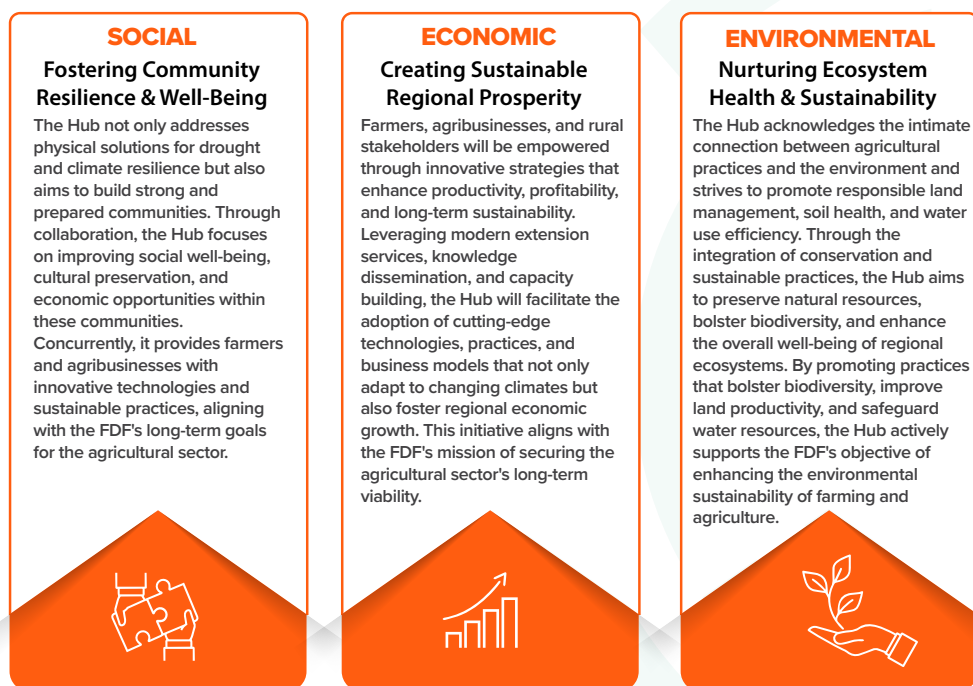 SOCIAL
Fostering Community
Resilience & Well-Being
The Hub not only addresses
physical solutions for drought
and climate resilience but also
aims to build strong and
prepared communities. Through
collaboration, the Hub focuses
on improving social well-being,
cultural preservation, and
economic opportunities within
these communities.
Concurrently, it provides farmers
and agribusinesses with
innovative technologies and
sustainable practices, aligning
with the FDF's long-term goals
for the agricultural sector.
ECONOMIC
Creating Sustainable
Regional Prosperity
Farmers, agribusinesses, and rural
stakeholders will be empowered
through innovative strategies that
enhance productivity, profitability,
and long-term sustainability.
Leveraging modern extension
services, knowledge
dissemination, and capacity
building, the Hub will facilitate the
adoption of cutting-edge
technologies, practices, and
business models that not only
adapt to changing climates but
also foster regional economic
growth. This initiative aligns with
the FDF's mission of securing the
agricultural sector's long-term
viability.
ENVIRONMENTAL
Nurturing Ecosystem
Health & Sustainability
The Hub acknowledges the intimate
connection between agricultural
practices and the environment and
strives to promote responsible land
management, soil health, and water
use efficiency. Through the
integration of conservation and
sustainable practices, the Hub aims
to preserve natural resources,
bolster biodiversity, and enhance
the overall well-being of regional
ecosystems. By promoting practices
that bolster biodiversity, improve
land productivity, and safeguard
water resources, the Hub actively
supports the FDF's objective of
enhancing the environmental
sustainability of farming and
agriculture.